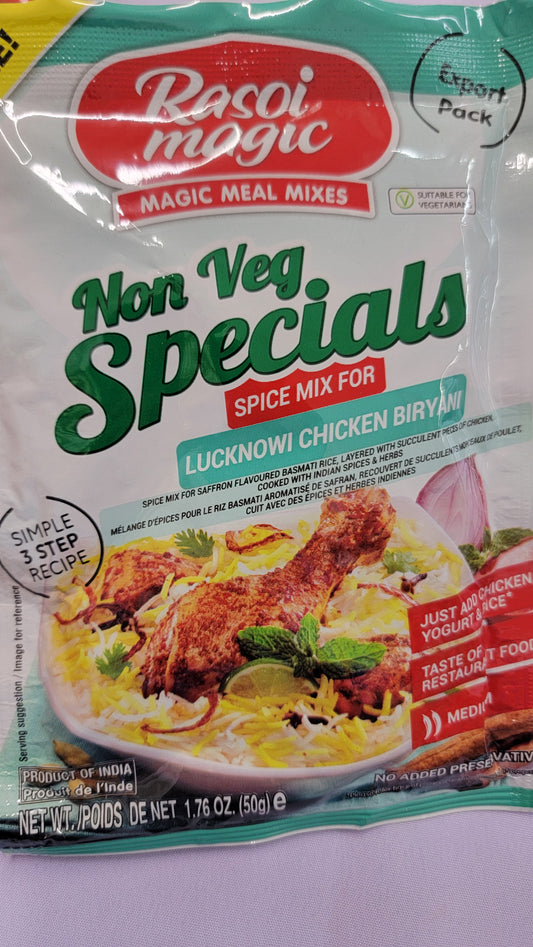 E!
Rasoi
magic
MAGIC MEAL MIXES
Export
Pack
V
SUITABLE FOR
VEGETARIANS
Non Veg
Specials
SPICE MIX FOR
LUCKNOWI CHICKEN BIRYANI
SPICE MIX FOR SAFFRON FLAVOURED BASMATI RICE, LAYERED WITH SUCCULENT PIECES OF CHICKEN,
COOKED WITH INDIAN SPICES & HERBS
MÉLANGE D'ÉPICES POUR LE RIZ BASMATI AROMATISÉ DE SAFRAN, RECOUVERT DE SUCCULENTS MORCEAUX DE POULET,
CUIT AVEC DES ÉPICES ET HERBES INDIENNES
SIMPLE
3 STEP
RECIPE
Serving suggestion / Image for reference
JUST ADD CHICKEN
YOGURT & RICE*
TASTE OF
RESTAURANT FOOD
MEDIU
NO ADDED PRESERVATIV
PRODUCT OF INDIA
Produit de l'Inde
NET WT./POIDS DE NET 1.76 OZ. (50g) e